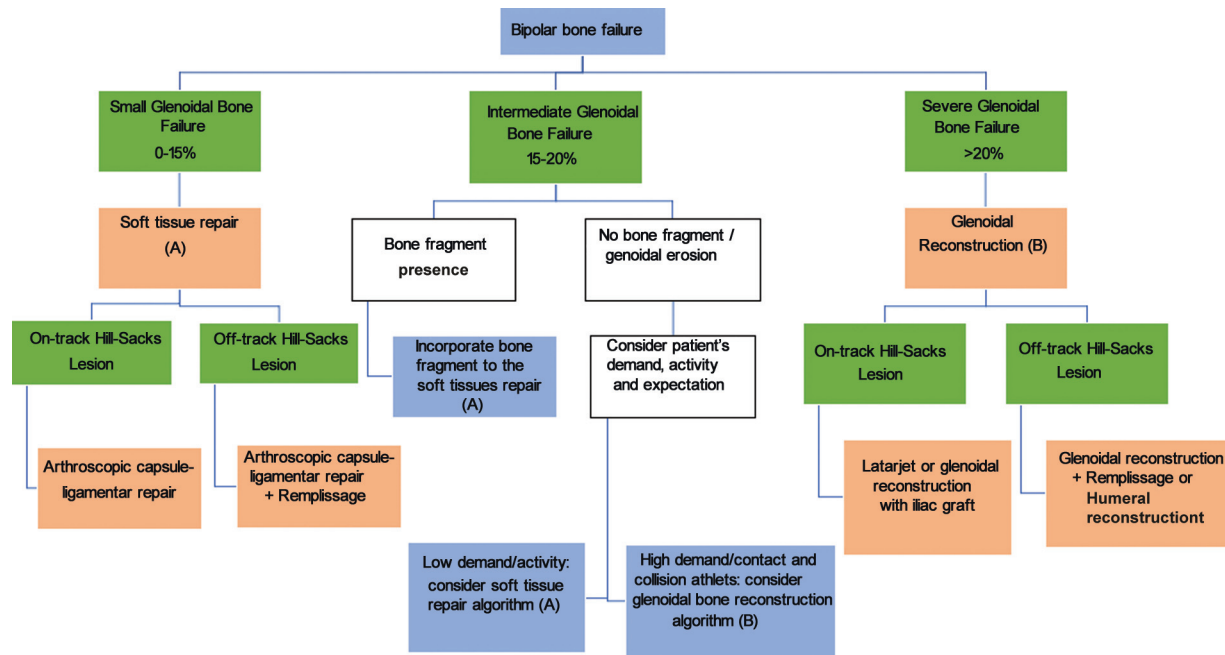 Bipolar bone failure
Small Glenoidal Bone
Failure
0-15%
Intermediate Glenoidal
Bone Failure
15-20%
Severe Glenoidal
Bone Failure
>20%
Soft tissue repair
(A)
Bone fragment
presence
No bone fragment /
genoidal erosion
Glenoidal
Reconstruction (B)
On-track Hill-Sacks
Lesion
Off-track Hill-Sacks
Lesion
Incorporate bone
fragment to the
soft tissues repair
(A)
Consider patient's
demand, activity
and expectation
On-track Hill-Sacks
Lesion
Off-track Hill-Sacks
Lesion
Arthroscopic capsule-
ligamentar repair
Arthroscopic capsule-
ligamentar repair
+ Remplissage
Latarjet or glenoidal
reconstruction
with iliac graft
Glenoidal reconstruction
+ Remplissage or
Humeral
reconstructiont
Low demand/activity:
consider soft tissue
repair algorithm (A)
High demand/contact and
collision athlets: consider
glenoidal bone reconstruction
algorithm (B)